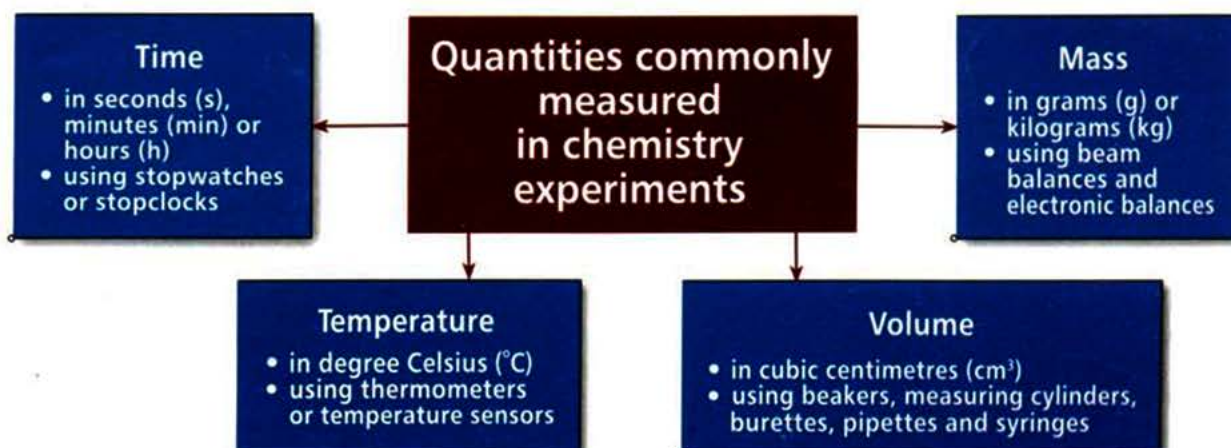 Quantities commonly
measured
in chemistry
experiments
Time
• in seconds (s),
minutes (min) or
hours (h)
• using stopwatches
or stopclocks
Mass
• in grams (g) or
kilograms (kg)
• using beam
balances and
electronic balances
Temperature
• in degree Celsius (°C)
• using thermometers
or temperature sensors
Volume
• in cubic centimetres (cm³)
• using beakers, measuring cylinders,
burettes, pipettes and syringes